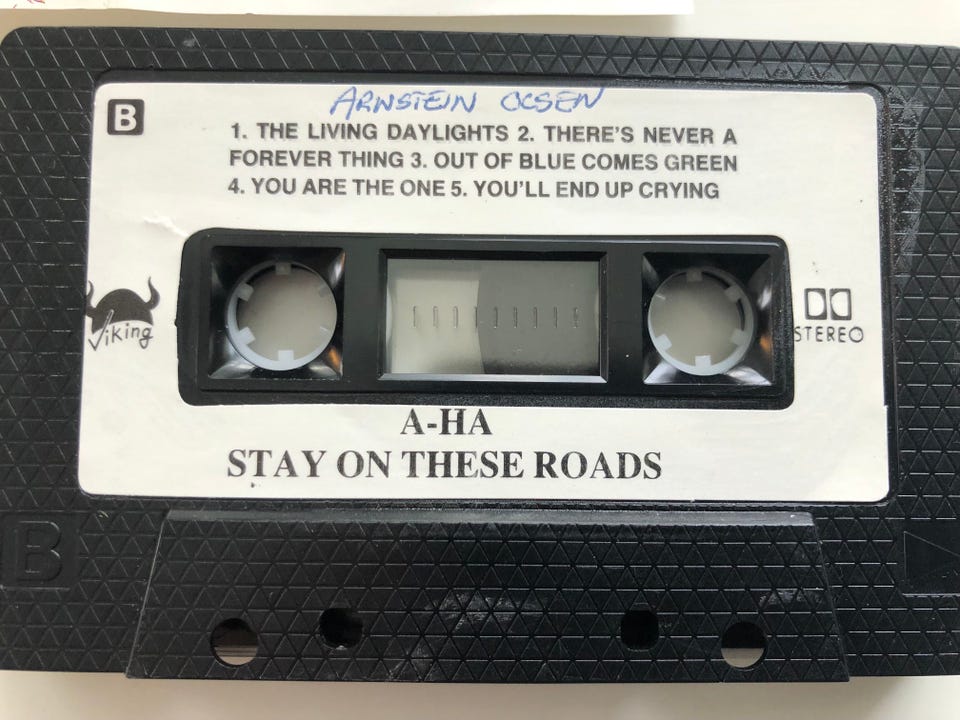 ARNSTEIN OLSEN
B
1. THE LIVING DAYLIGHTS 2. THERE'S NEVER A
FOREVER THING 3. OUT OF BLUE COMES GREEN
4. YOU ARE THE ONE 5. YOU'LL END UP CRYING
Viking
STEREO
A-HA
STAY ON THESE ROADS
B